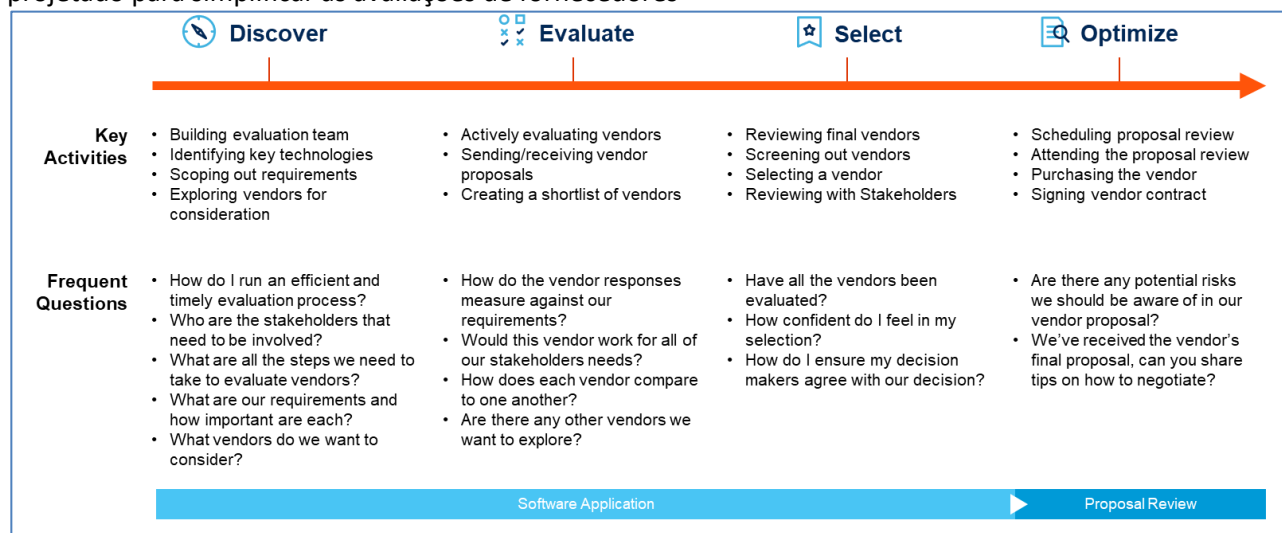 projetado para simplificar as avaliações de fornecedores
Discover
Evaluate
Select
Optimize
Key
Activities
• Building evaluation team
• Identifying key technologies
• Scoping out requirements
• Exploring vendors for
consideration
• Actively evaluating vendors
• Sending/receiving vendor
proposals
• Creating a shortlist of vendors
• Reviewing final vendors
• Screening out vendors
• Selecting a vendor
• Reviewing with Stakeholders
• Scheduling proposal review
• Attending the proposal review
• Purchasing the vendor
• Signing vendor contract
Frequent
Questions
• How do I run an efficient and
timely evaluation process?
• Who are the stakeholders that
need to be involved?
• What are all the steps we need to
take to evaluate vendors?
• What are our requirements and
how important are each?
• What vendors do we want to
consider?
• How do the vendor responses
measure against our
requirements?
• Would this vendor work for all of
our stakeholders needs?
• How does each vendor compare
to one another?
• Are there any other vendors we
want to explore?
• Have all the vendors been
evaluated?
• How confident do I feel in my
selection?
• How do I ensure my decision
makers agree with our decision?
• Are there any potential risks
we should be aware of in our
vendor proposal?
• We've received the vendor's
final proposal, can you share
tips on how to negotiate?
Software Application
Proposal Review